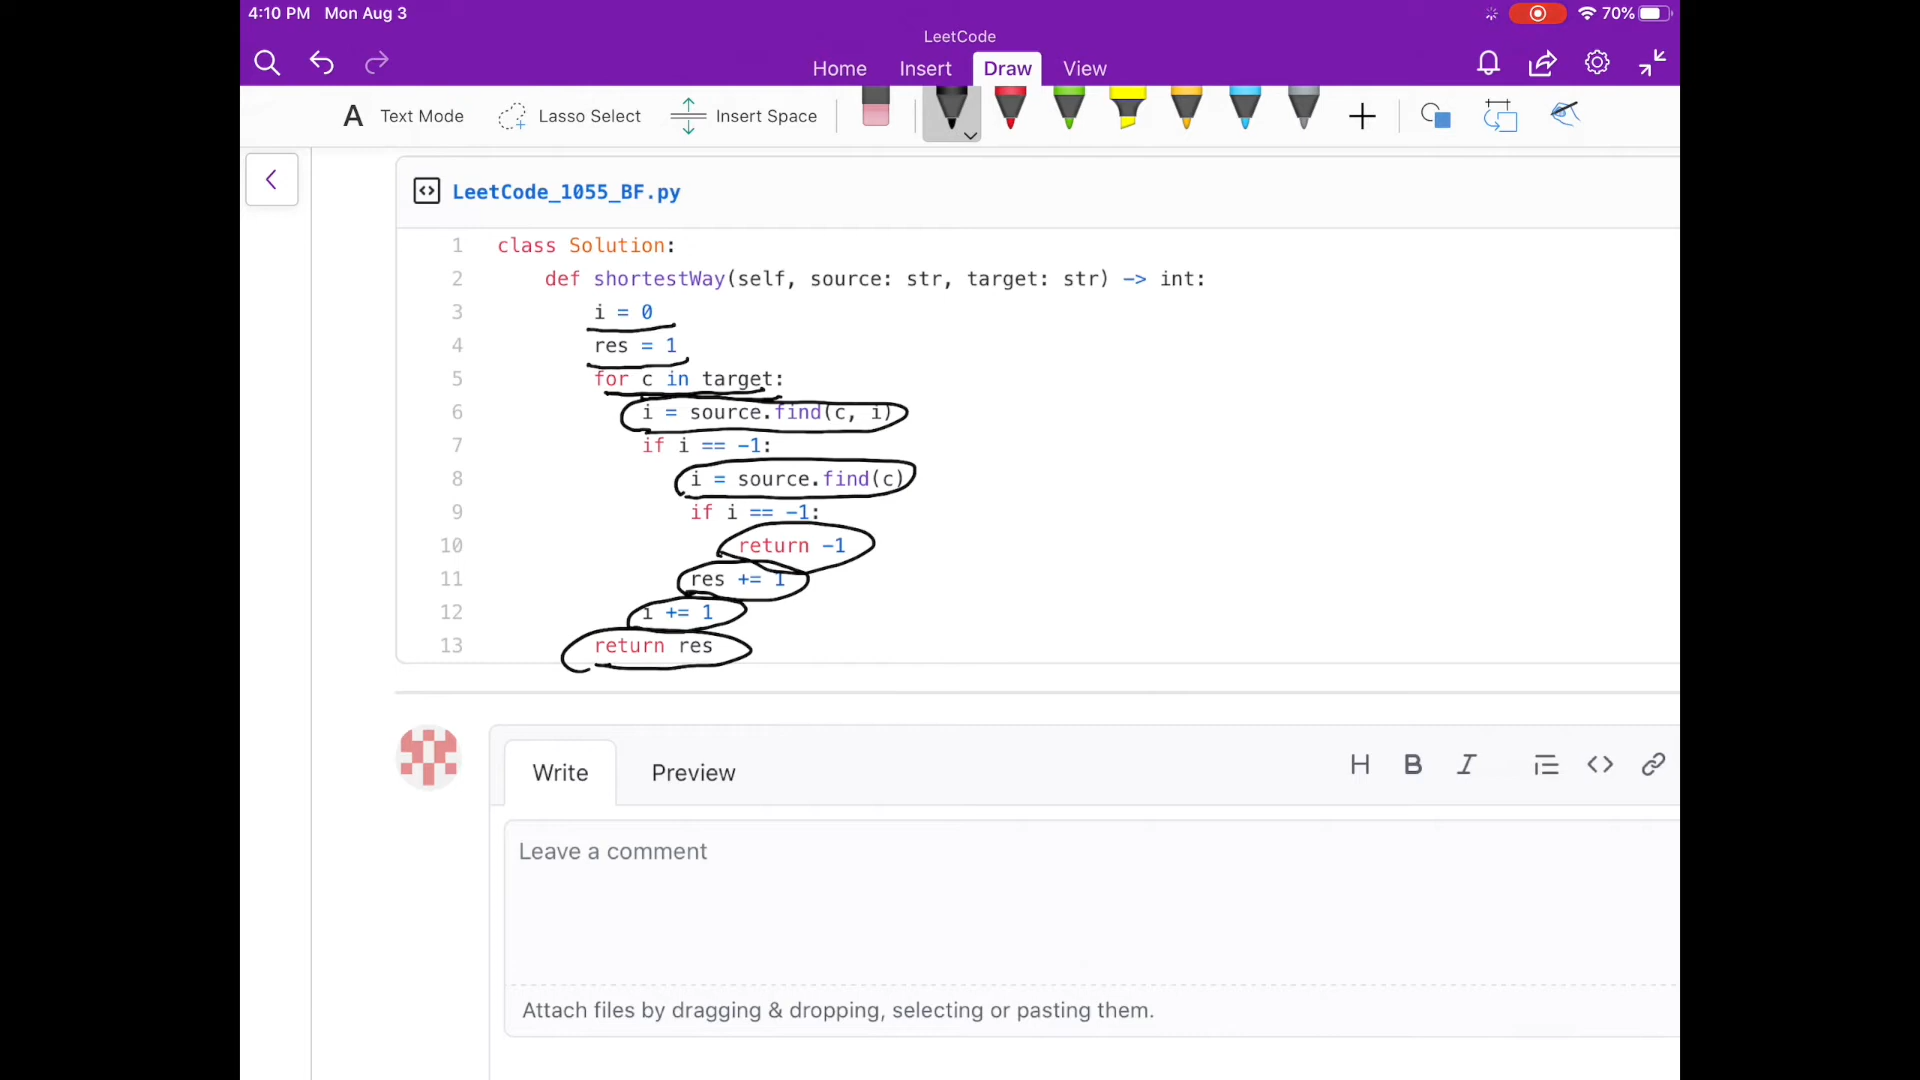 4:10 PM Mon Aug 3
70%
LeetCode
Home Insert Draw View
A Text Mode Lasso Select Insert Space
LeetCode_1055_BF.py
1 class Solution:
2 def shortestWay(self, source: str, target: str) -> int:
3 i = 0
4 res = 1
5 for c in target:
6 i = source.find(c, i)
7 if i == -1:
8 i = source.find(c)
9 if i == -1:
10 return -1
11 res += 1
12 i += 1
13 return res
Write Preview H B I
Leave a comment
Attach files by dragging & dropping, selecting or pasting them.